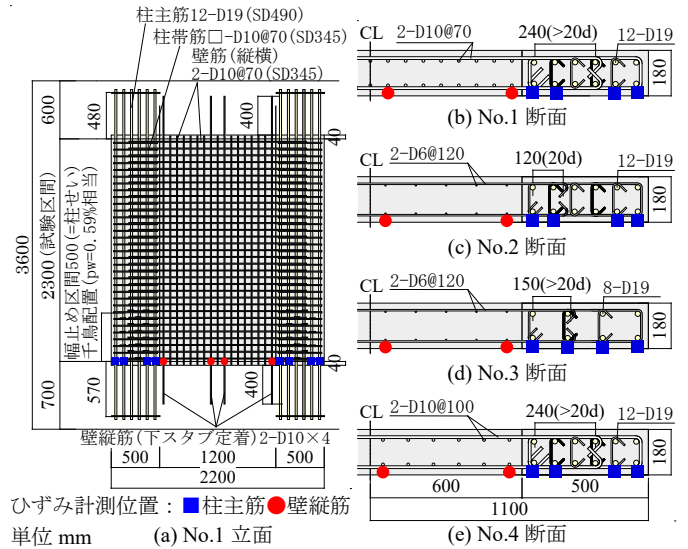 柱主筋12-D19(SD490)
柱帯筋□-D10@70(SD345)
壁筋(縦横)
2-D10@70(SD345)
600
480
400
40
3600
2300(試験区間)
幅止め区間500(=柱せい)
千鳥配置(pw=0.59%相当)
40
700
570
400
壁縦筋(下スタブ定着)2-D10×4
500
1200
500
2200
ひずみ計測位置:■柱主筋●壁縦筋
単位 mm
(a) No.1 立面
CL
2-D10@70
240(>20d)
12-D19
180
(b) No.1 断面
CL
2-D6@120
120(20d)
12-D19
180
(c) No.2 断面
CL
2-D6@120
150(>20d)
8-D19
180
(d) No.3 断面
CL
2-D10@100
240(>20d)
12-D19
180
600
500
1100
(e) No.4 断面